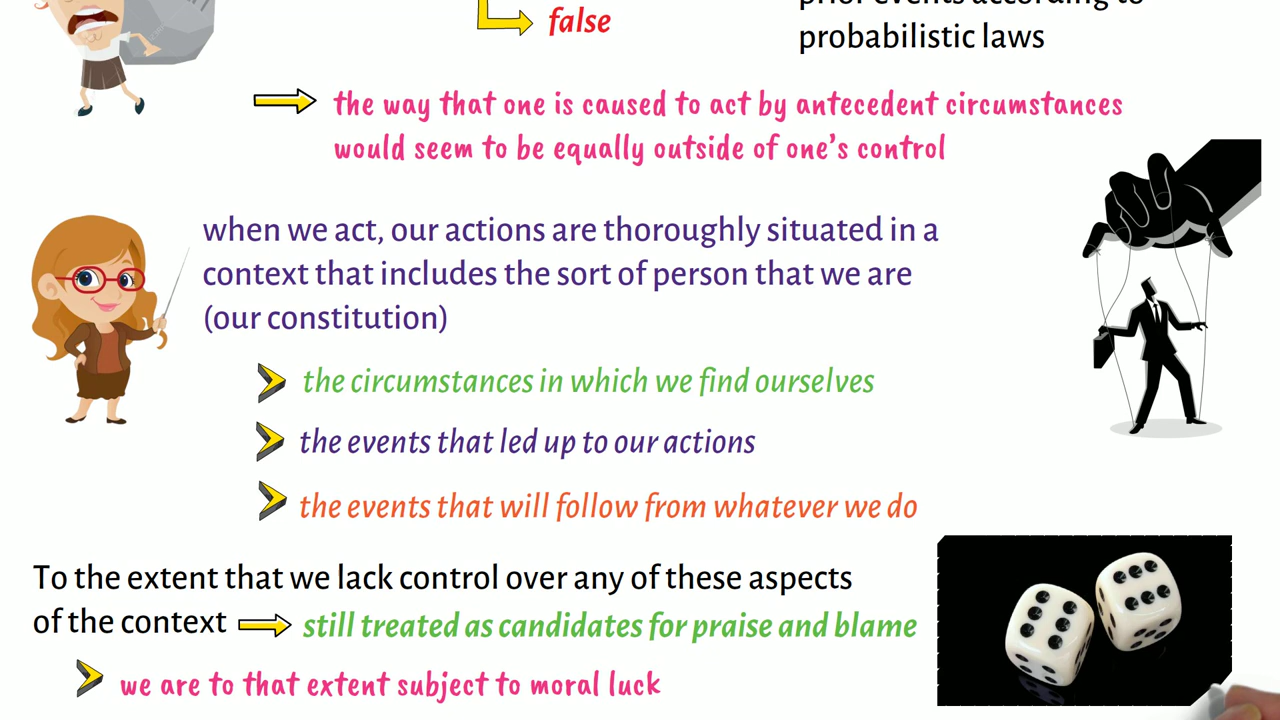 false
prior events according to
probabilistic laws
the way that one is caused to act by antecedent circumstances
would seem to be equally outside of one's control
when we act, our actions are thoroughly situated in a
context that includes the sort of person that we are
(our constitution)
the circumstances in which we find ourselves
the events that led up to our actions
the events that will follow from whatever we do
To the extent that we lack control over any of these aspects
of the context
still treated as candidates for praise and blame
we are to that extent subject to moral luck